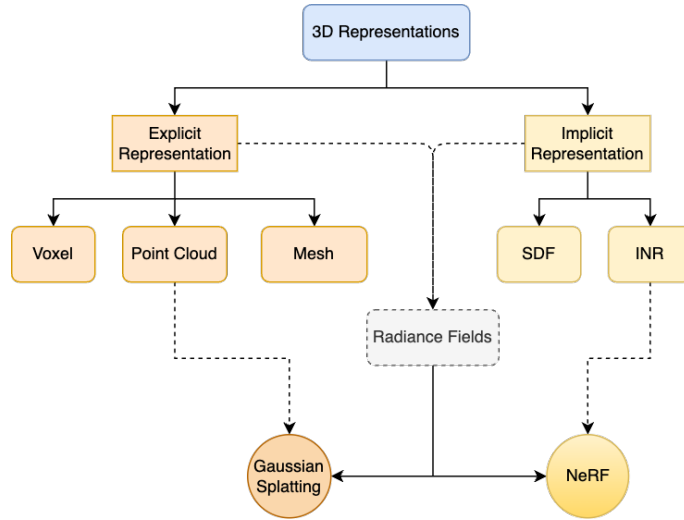 3D Representations
Explicit
Representation
Implicit
Representation
Voxel
Point Cloud
Mesh
SDF
INR
Radiance Fields
Gaussian
Splatting
NeRF